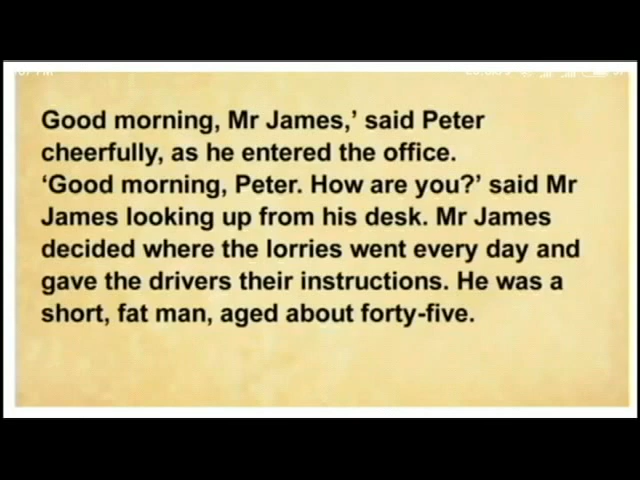 Good morning, Mr James,’ said Peter
cheerfully, as he entered the office.
‘Good morning, Peter. How are you?’ said Mr
James looking up from his desk. Mr James
decided where the lorries went every day and
gave the drivers their instructions. He was a
short, fat man, aged about forty-five.